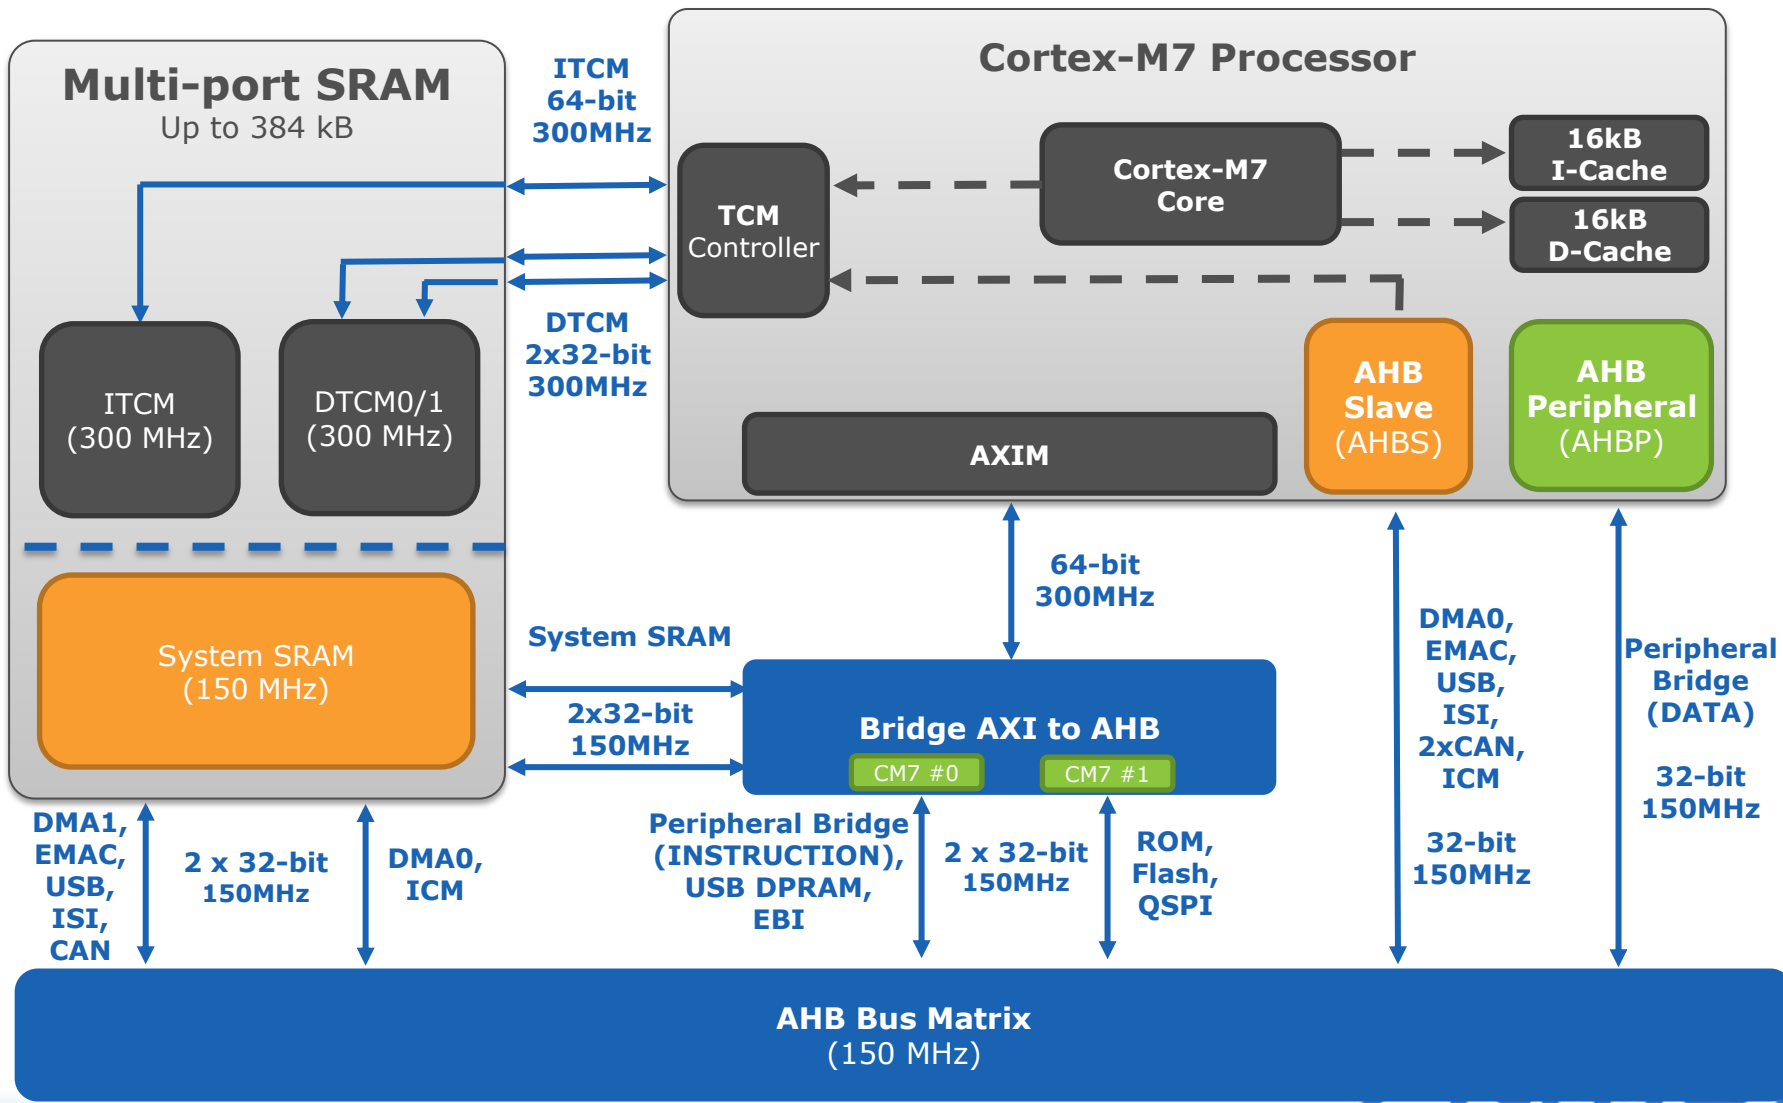 Multi-port SRAM
Up to 384 kB
ITCM
64-bit
300MHz
Cortex-M7 Processor
TCM
Controller
Cortex-M7
Core
16kB
I-Cache
16kB
D-Cache
DTCM
2x32-bit
300MHz
ITCM
(300 MHz)
DTCM0/1
(300 MHz)
AXIM
AHB
Slave
(AHBS)
AHB
Peripheral
(AHBP)
64-bit
300MHz
System SRAM
(150 MHz)
System SRAM
2x32-bit
150MHz
Bridge AXI to AHB
CM7 #0
CM7 #1
DMA0,
EMAC,
USB,
ISI,
2xCAN,
ICM
32-bit
150MHz
Peripheral
Bridge
(DATA)
32-bit
150MHz
DMA1,
EMAC,
USB,
ISI,
CAN
2 x 32-bit
150MHz
DMA0,
ICM
Peripheral Bridge
(INSTRUCTION),
USB DPRAM,
EBI
2 x 32-bit
150MHz
ROM,
Flash,
QSPI
AHB Bus Matrix
(150 MHz)